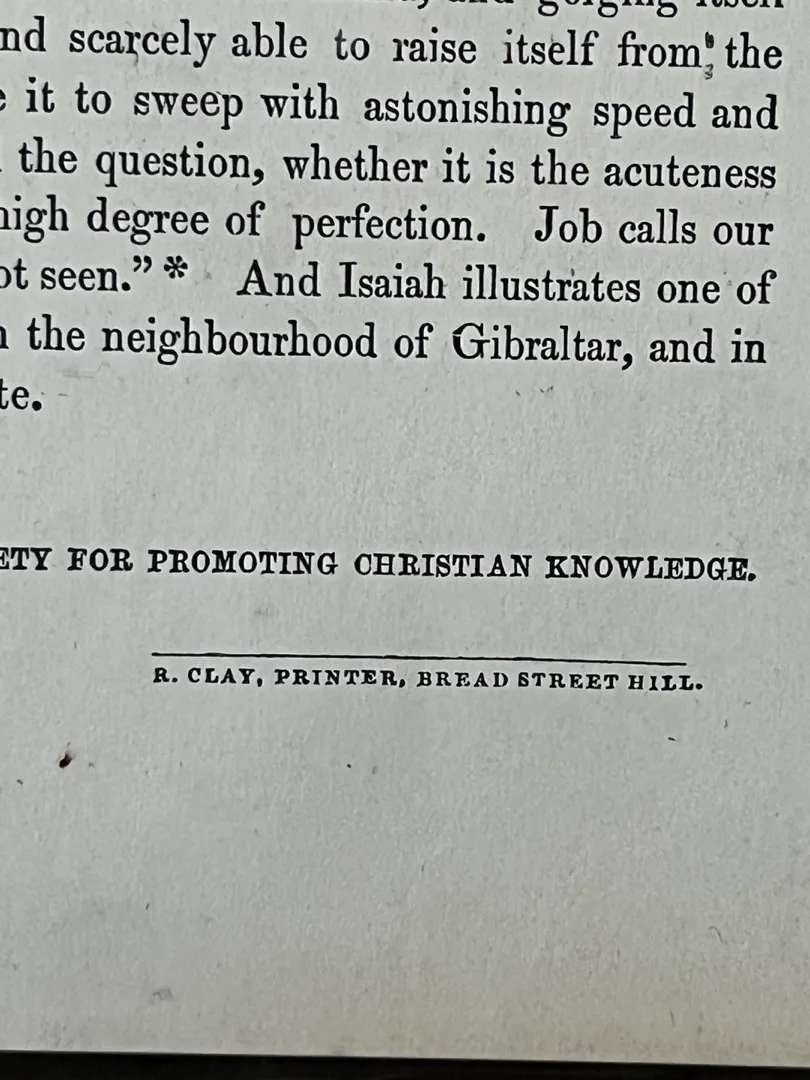 gorging itself
nd scarcely able to raise itself from the
it to sweep with astonishing speed and
the question, whether it is the acuteness
high degree of perfection. Job calls our
ot seen.” * And Isaiah illustrates one of
the neighbourhood of Gibraltar, and in
te.
ETY FOR PROMOTING CHRISTIAN KNOWLEDGE.
R. CLAY, PRINTER, BREAD STREET HILL.